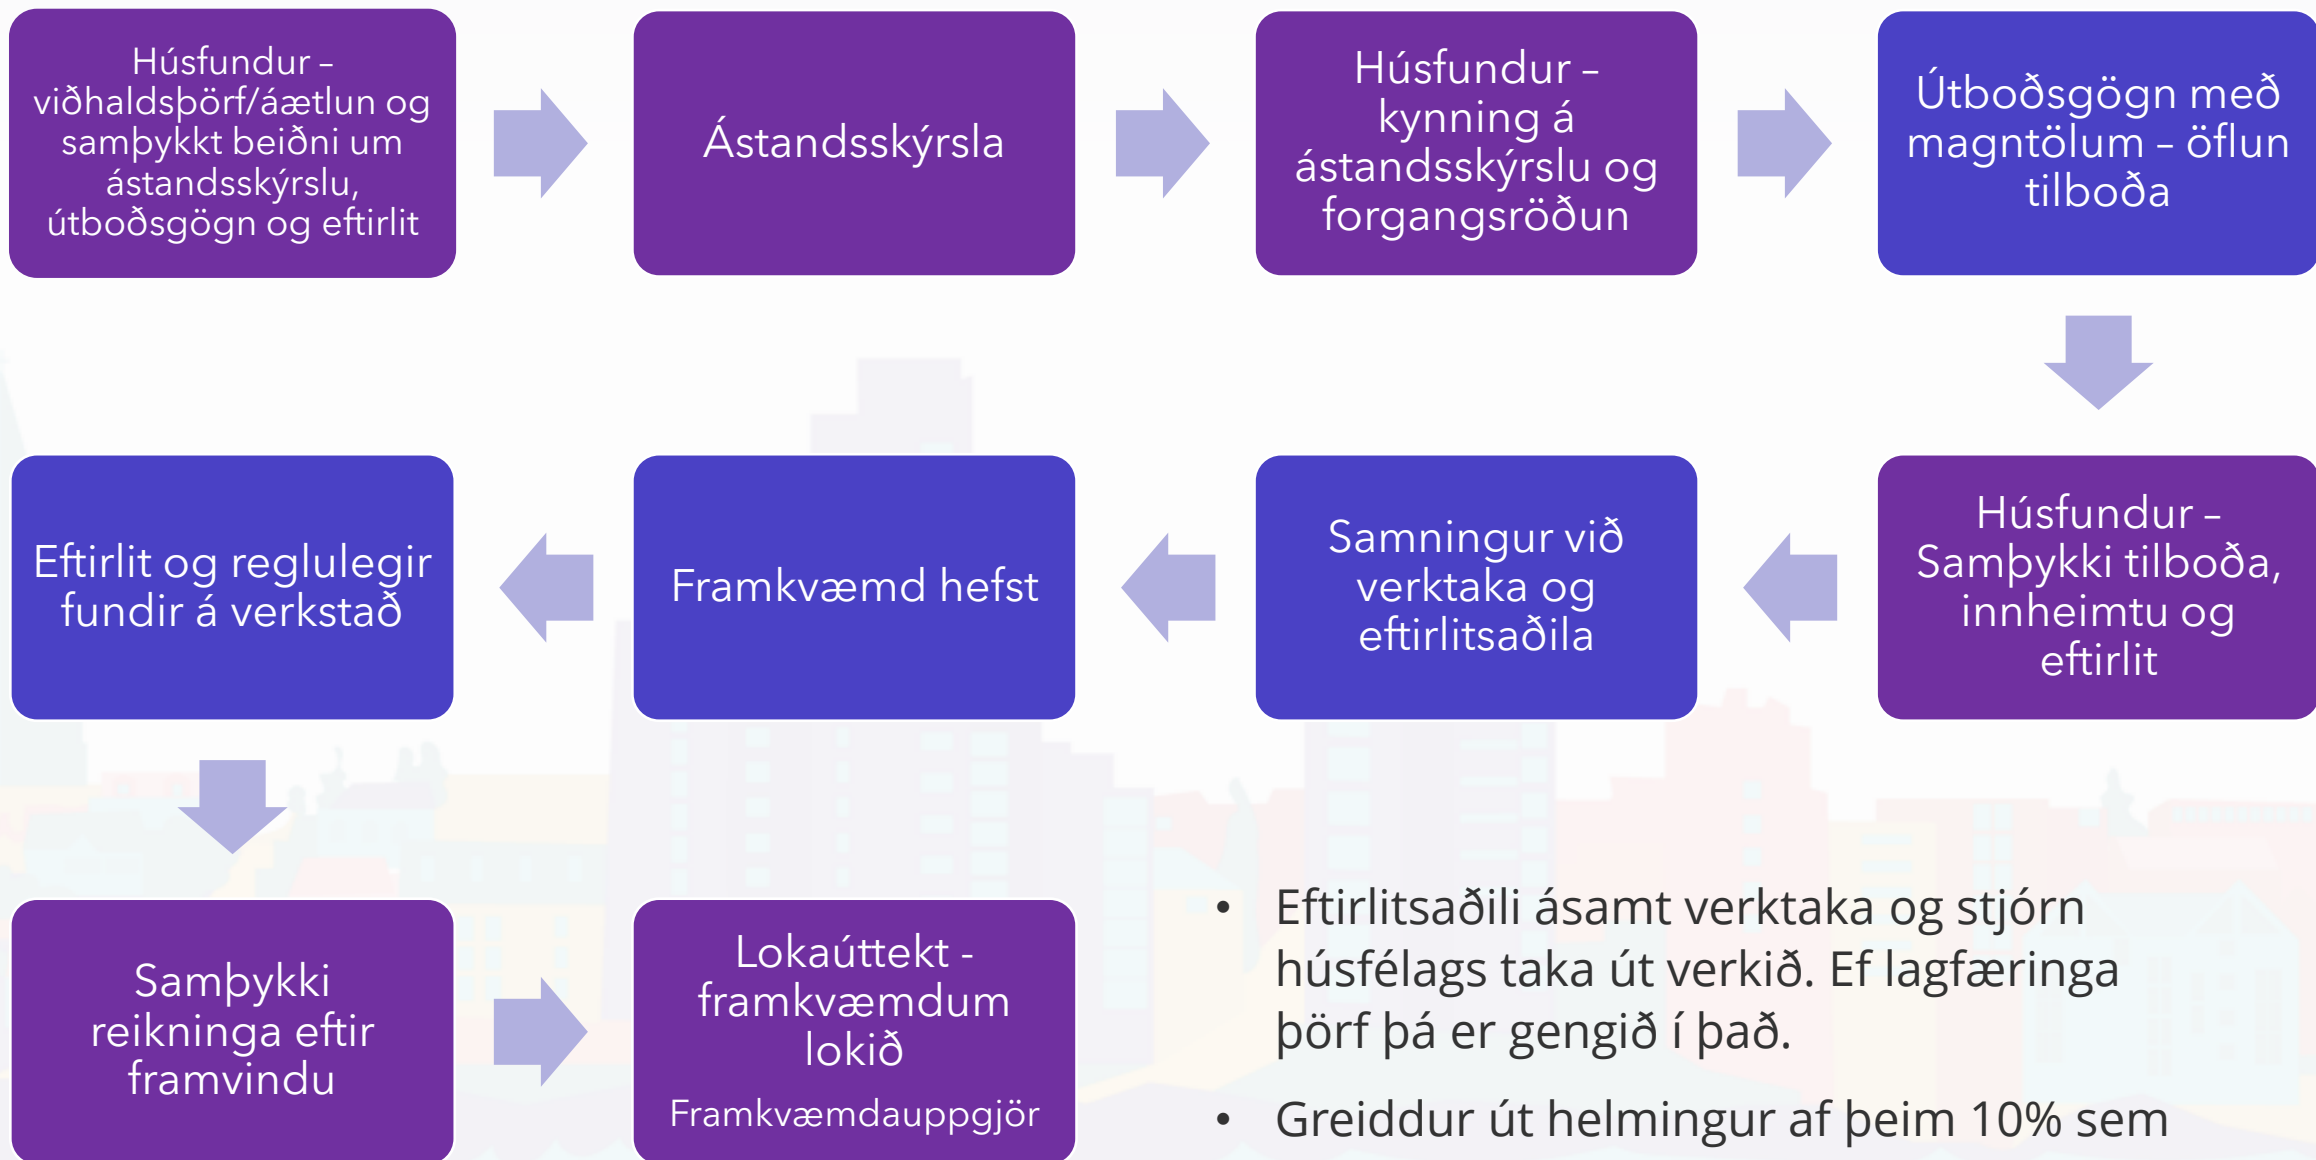 Húsfundur –
viðhaldsþörf/áætlun og
samþykkt beiðni um
ástandsskýrslu,
útboðsgögn og eftirlit
Ástandsskýrsla
Húsfundur –
kynning á
ástandsskýrslu og
forgangsröðun
Útboðsgögn með
magntölum – öflun
tilboða
Húsfundur –
Samþykki tilboða,
innheimtu og
eftirlit
Samningur við
verktaka og
eftirlitsaðila
Framkvæmd hefst
Eftirlit og reglulegir
fundir á verkstað
Samþykki
reikninga eftir
framvindu
Lokaúttekt -
framkvæmdum
lokið
Framkvæmdauppgjör
• Eftirlitsaðili ásamt verktaka og stjórn
húsfélags taka út verkið. Ef lagfæringa
þörf þá er gengið í það.
• Greiddur út helmingur af þeim 10% sem